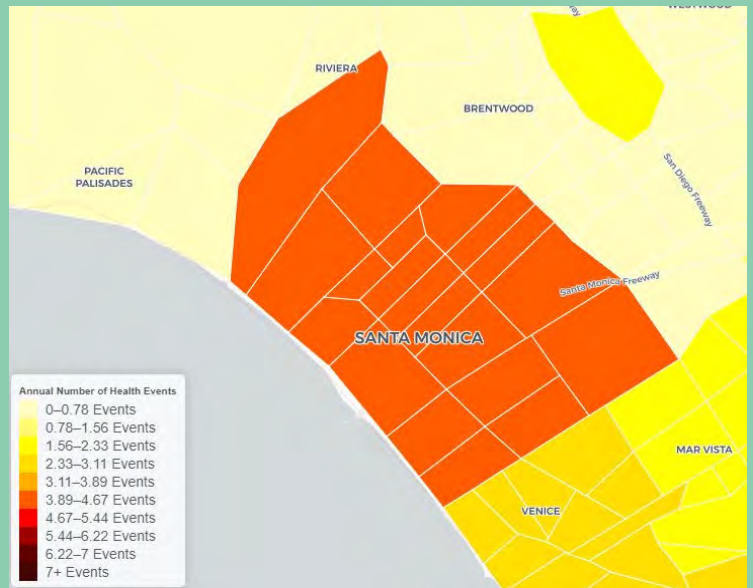 WESTWOOD
RIVIERA
BRENTWOOD
PACIFIC
PALISADES
San Diego Freeway
Santa Monica Freeway
SANTA MONICA
MAR VISTA
VENICE
Annual Number of Health Events
0–0.78 Events
0.78–1.56 Events
1.56–2.33 Events
2.33–3.11 Events
3.11–3.89 Events
3.89–4.67 Events
4.67–5.44 Events
5.44–6.22 Events
6.22–7 Events
7+ Events